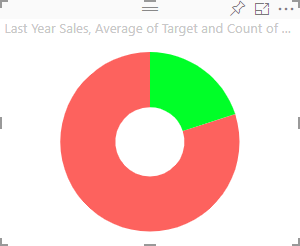 Last Year Sales, Average of Target and Count of ...